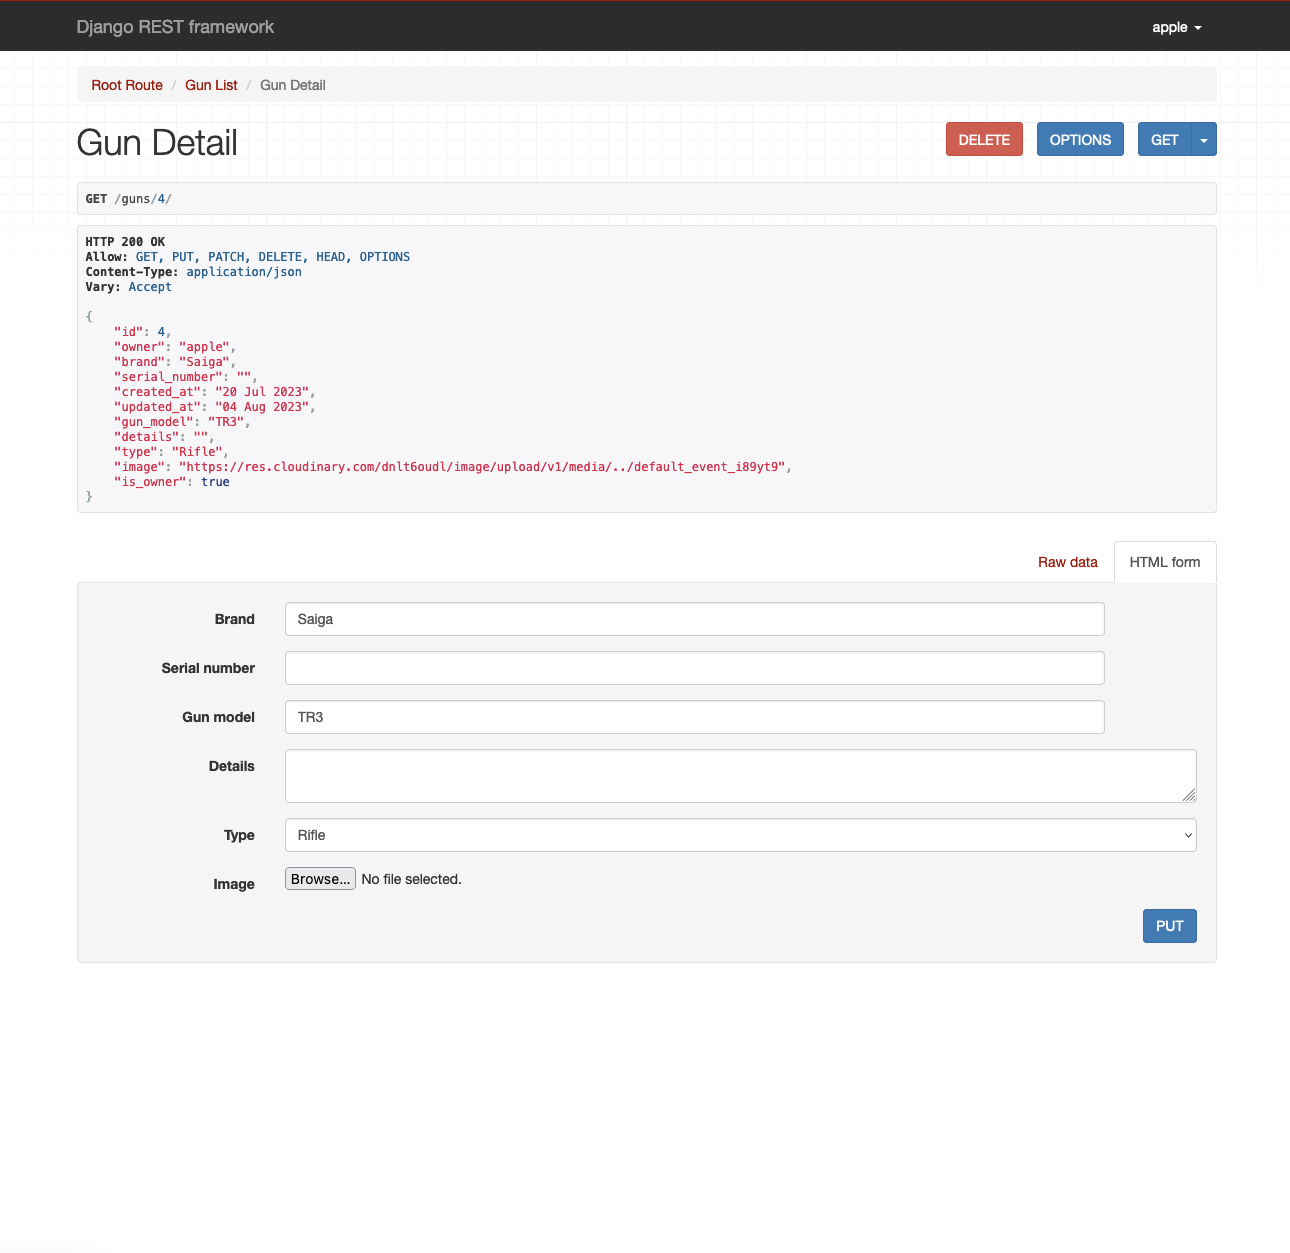 Django REST framework
apple
Root Route / Gun List / Gun Detail
Gun Detail
DELETE
OPTIONS
GET
GET /guns/4/
HTTP 200 OK
Allow: GET, PUT, PATCH, DELETE, HEAD, OPTIONS
Content-Type: application/json
Vary: Accept
{
"id": 4,
"owner": "apple",
"brand": "Saiga",
"serial_number": "",
"created_at": "20 Jul 2023",
"updated_at": "04 Aug 2023",
"gun_model": "TR3",
"details": "",
"type": "Rifle",
"image": "https://res.cloudinary.com/dnlt6oudl/image/upload/v1/media/../default_event_i89yt9",
"is_owner": true
}
Raw data
HTML form
Brand
Saiga
Serial number
Gun model
TR3
Details
Type
Rifle
Image
Browse... No file selected.
PUT